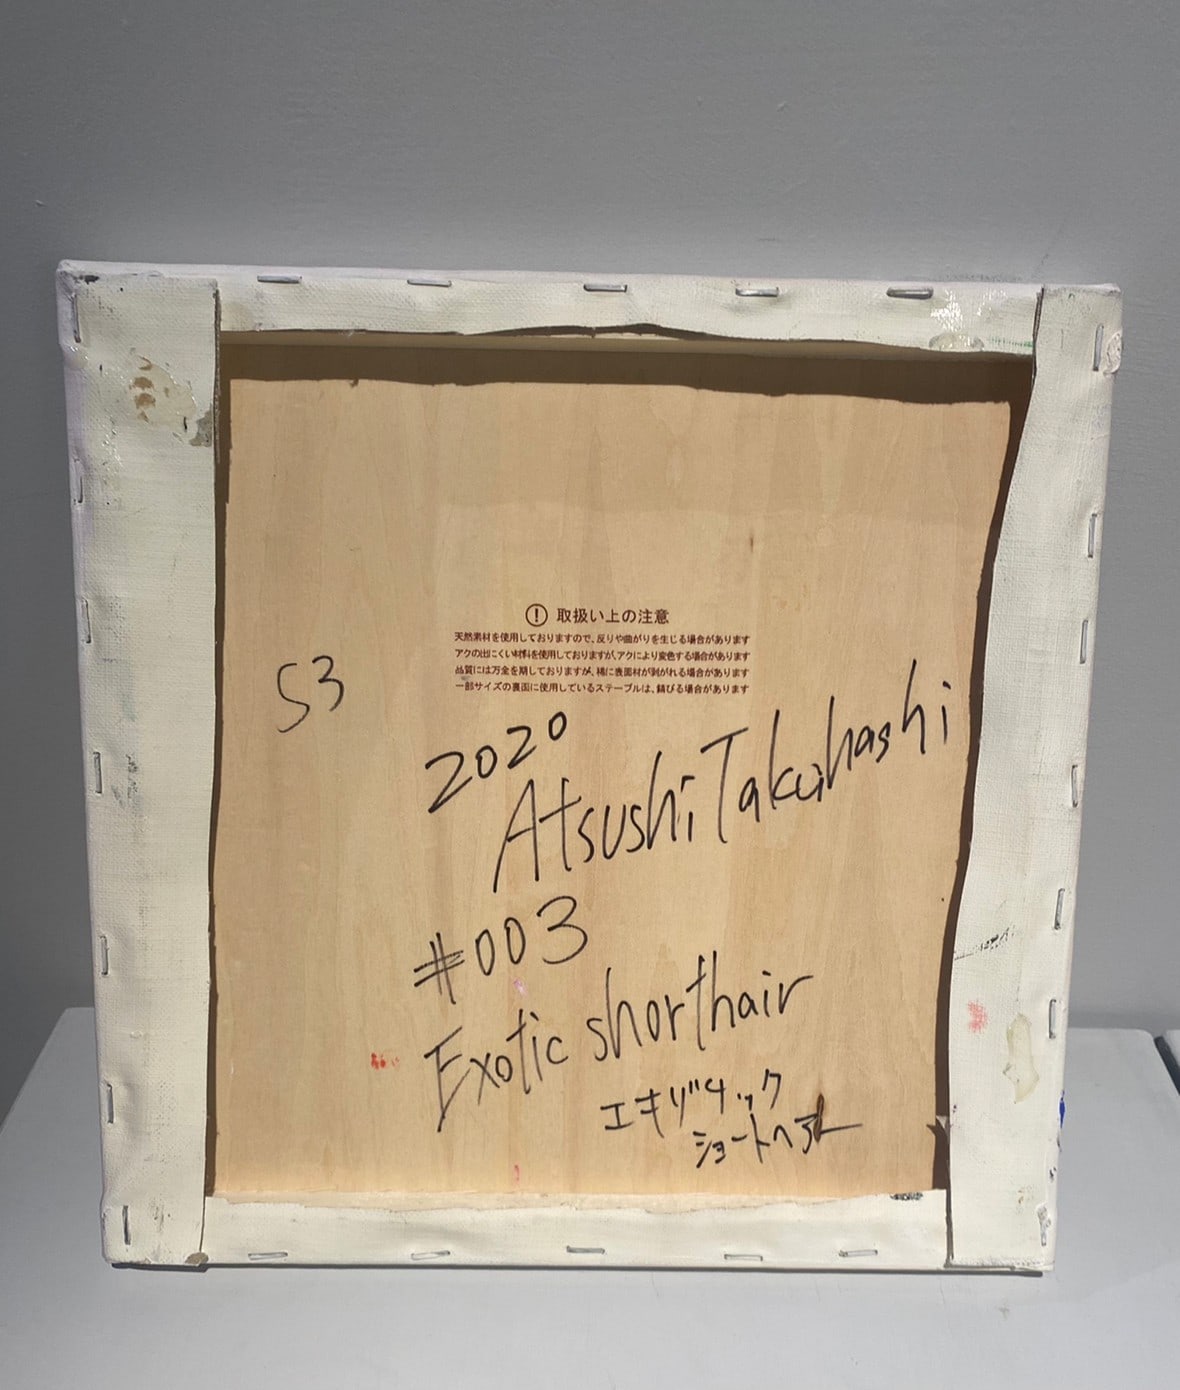 ! 取扱い上の注意
天然素材を使用しておりますので、反りや曲がりを生じる場合があります
アクの出にくい材料を使用しておりますが、アクにより変色する場合があります
品質には万全を期しておりますが、稀に表面材が剥がれる場合があります
一部サイズの裏面に使用しているステープルは、錆びる場合があります
S3
2020
Atsushi Takahashi
#003
Exotic shorthair
エキゾチック
ショートヘアー